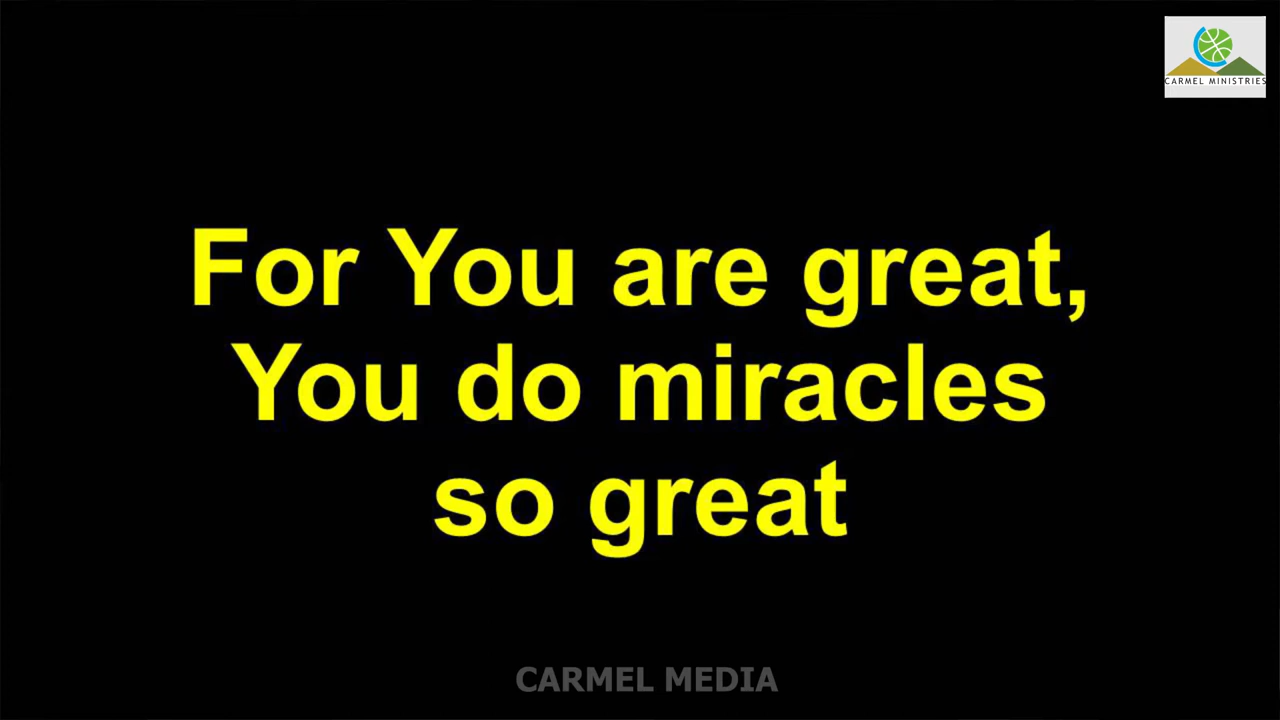 CARMEL MINISTRIES
For You are great,
You do miracles
so great
CARMEL MEDIA